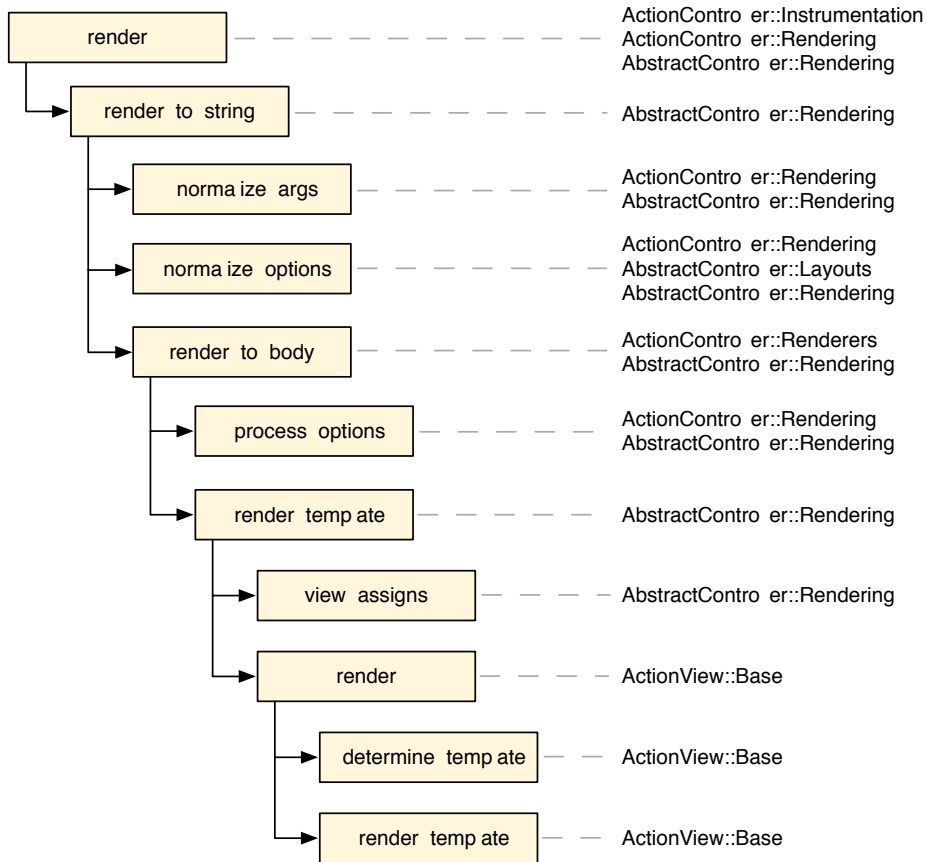 render
ActionContro er::Instrumentation
ActionContro er::Rendering
AbstractContro er::Rendering
render to string
AbstractContro er::Rendering
norma ize args
ActionContro er::Rendering
AbstractContro er::Rendering
norma ize options
ActionContro er::Rendering
AbstractContro er::Layouts
AbstractContro er::Rendering
render to body
ActionContro er::Renderers
AbstractContro er::Rendering
process options
ActionContro er::Rendering
AbstractContro er::Rendering
render temp ate
AbstractContro er::Rendering
view assigns
AbstractContro er::Rendering
render
ActionView::Base
determine temp ate
ActionView::Base
render temp ate
ActionView::Base